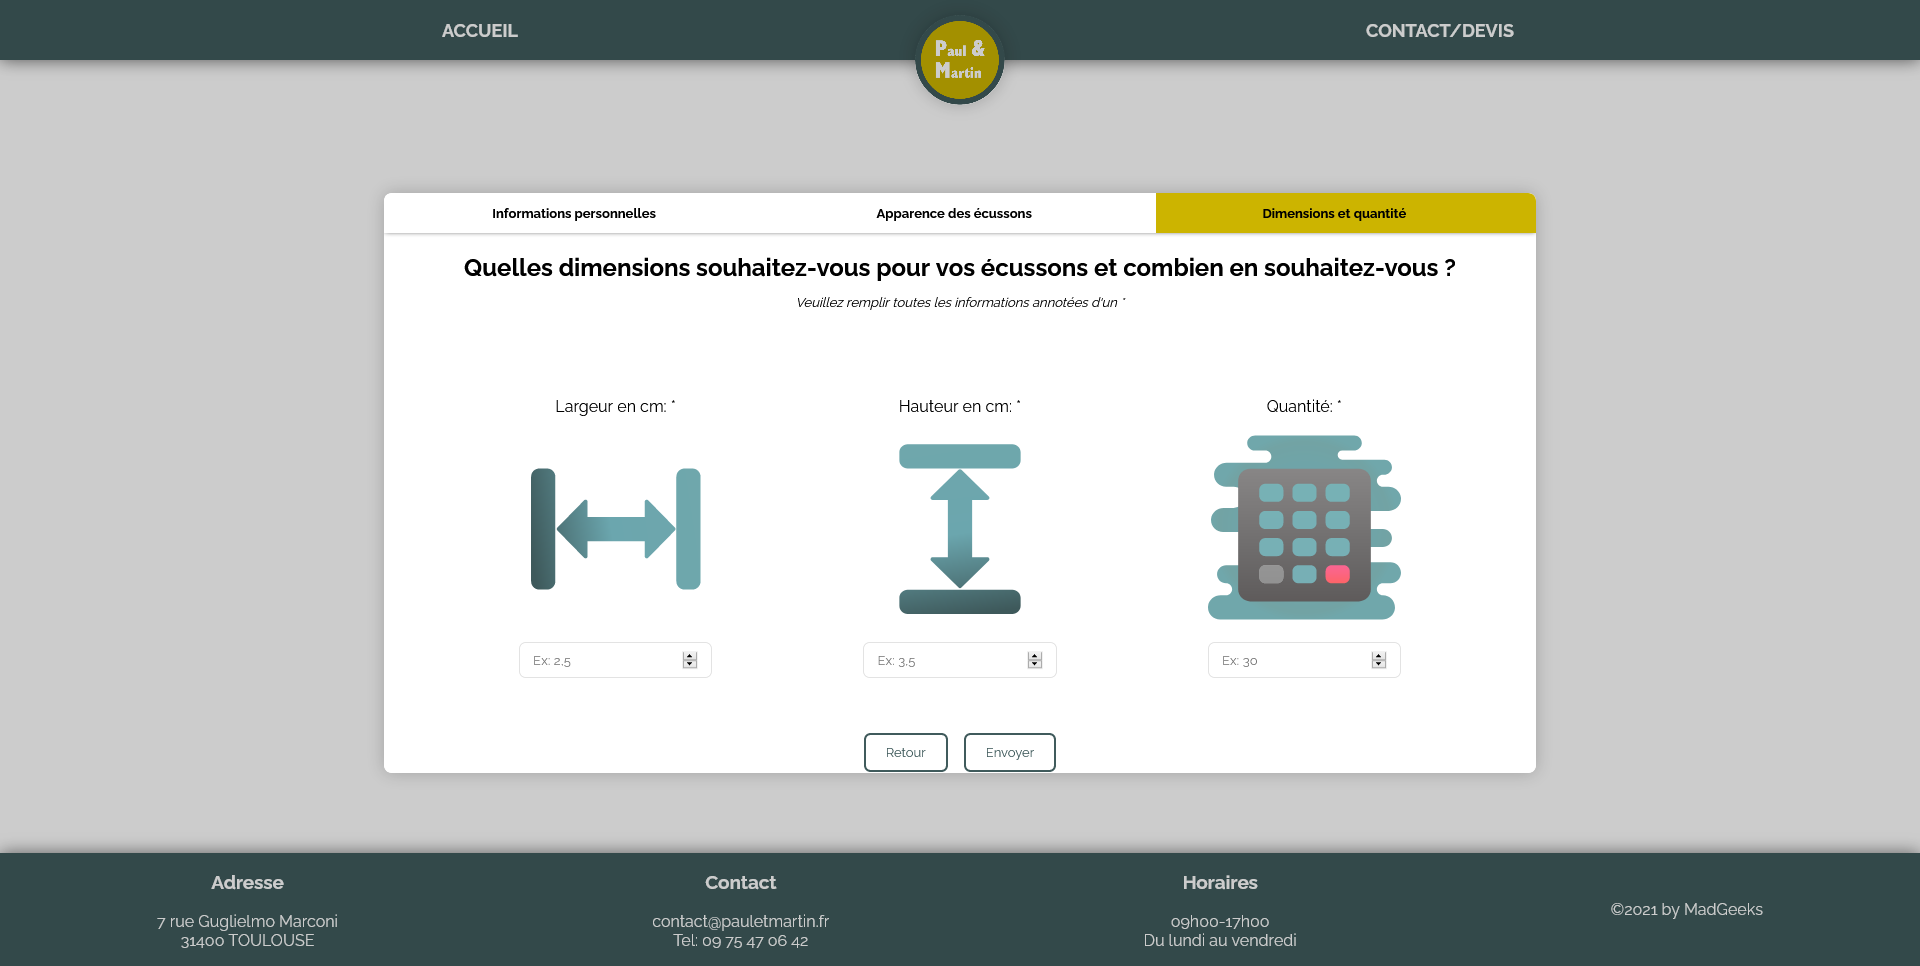 ACCUEIL
Paul &
Martin
CONTACT/DEVIS
Informations personnelles
Apparence des écussons
Dimensions et quantité
Quelles dimensions souhaitez-vous pour vos écussons et combien en souhaitez-vous ?
Veuillez remplir toutes les informations annotées d'un *
Largeur en cm: *
Hauteur en cm: *
Quantité: *
Ex: 2,5
Ex: 3,5
Ex: 30
Retour
Envoyer
Adresse
7 rue Guglielmo Marconi
31400 TOULOUSE
Contact
contact@pauletmartin.fr
Tel: 09 75 47 06 42
Horaires
09h00-17h00
Du lundi au vendredi
©2021 by MadGeeks